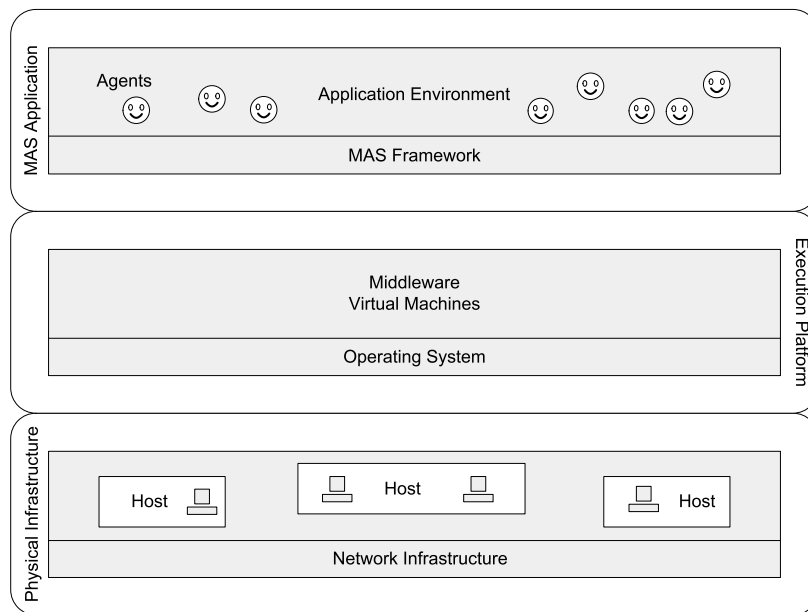 MAS Application
Agents
Application Environment
MAS Framework
Execution Platform
Middleware
Virtual Machines
Operating System
Physical Infrastructure
Host
Host
Host
Network Infrastructure